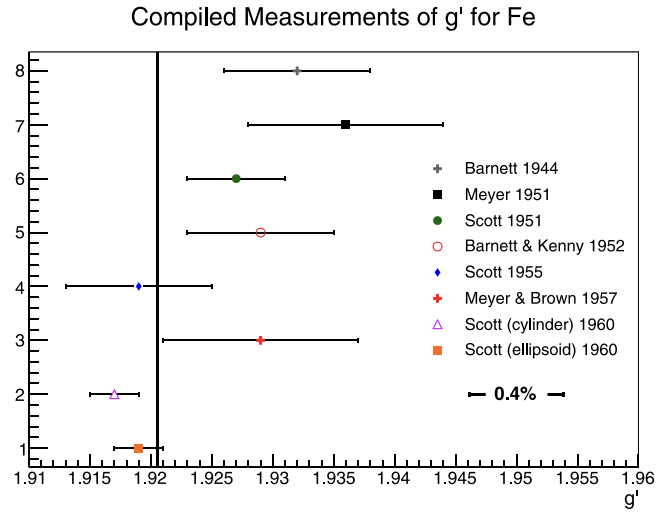 Compiled Measurements of g' for Fe
8
7
6
5
4
3
2
1
Barnett 1944
Meyer 1951
Scott 1951
Barnett & Kenny 1952
Scott 1955
Meyer & Brown 1957
Scott (cylinder) 1960
Scott (ellipsoid) 1960
0.4%
1.91 1.915 1.92 1.925 1.93 1.935 1.94 1.945 1.95 1.955 1.96
g'